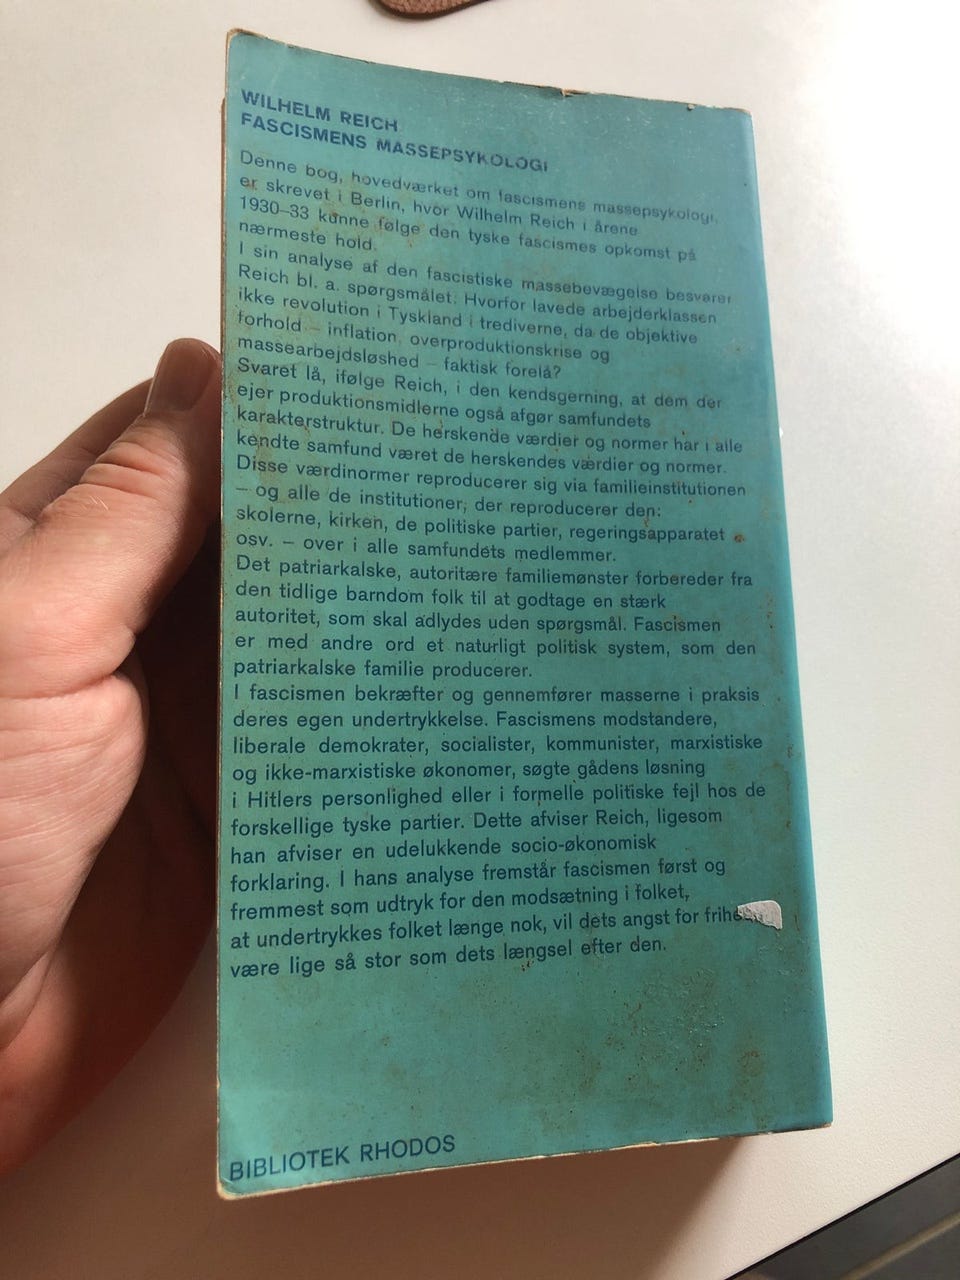 WILHELM REICH
FASCISMENS MASSEPSYKOLOGI
Denne bog, hovedværket om fascismens massepsykologi,
er skrevet i Berlin, hvor Wilhelm Reich i årene
1930–33 kunne følge den tyske fascismes opkomst på
nærmeste hold.
I sin analyse af den fascistiske massebevægelse besvarer
Reich bl. a. spørgsmålet: Hvorfor lavede arbejderklassen
ikke revolution i Tyskland i trediverne, da de objektive
forhold – inflation, overproduktionskrise og
massearbejdsløshed – faktisk forelå?
Svaret lå, ifølge Reich, i den kendsgerning, at dem der
ejer produktionsmidlerne også afgør samfundets
karakterstruktur. De herskende værdier og normer har i alle
kendte samfund været de herskendes værdier og normer.
Disse værdinormer reproducerer sig via familieinstitutionen
– og alle de institutioner, der reproducerer den:
skolerne, kirken, de politiske partier, regeringsapparatet
osv. – over i alle samfundets medlemmer.
Det patriarkalske, autoritære familiemønster forbereder fra
den tidlige barndom folk til at godtage en stærk
autoritet, som skal adlydes uden spørgsmål. Fascismen
er med andre ord et naturligt politisk system, som den
patriarkalske familie producerer.
I fascismen bekræfter og gennemfører masserne i praksis
deres egen undertrykkelse. Fascismens modstandere,
liberale demokrater, socialister, kommunister, marxistiske
og ikke-marxistiske økonomer, søgte gådens løsning
i Hitlers personlighed eller i formelle politiske fejl hos de
forskellige tyske partier. Dette afviser Reich, ligesom
han afviser en udelukkende socio-økonomisk
forklaring. I hans analyse fremstår fascismen først og
fremmest som udtryk for den modsætning i folket,
at undertrykkes folket længe nok, vil dets angst for
være lige så stor som dets længsel efter den.
BIBLIOTEK RHODOS